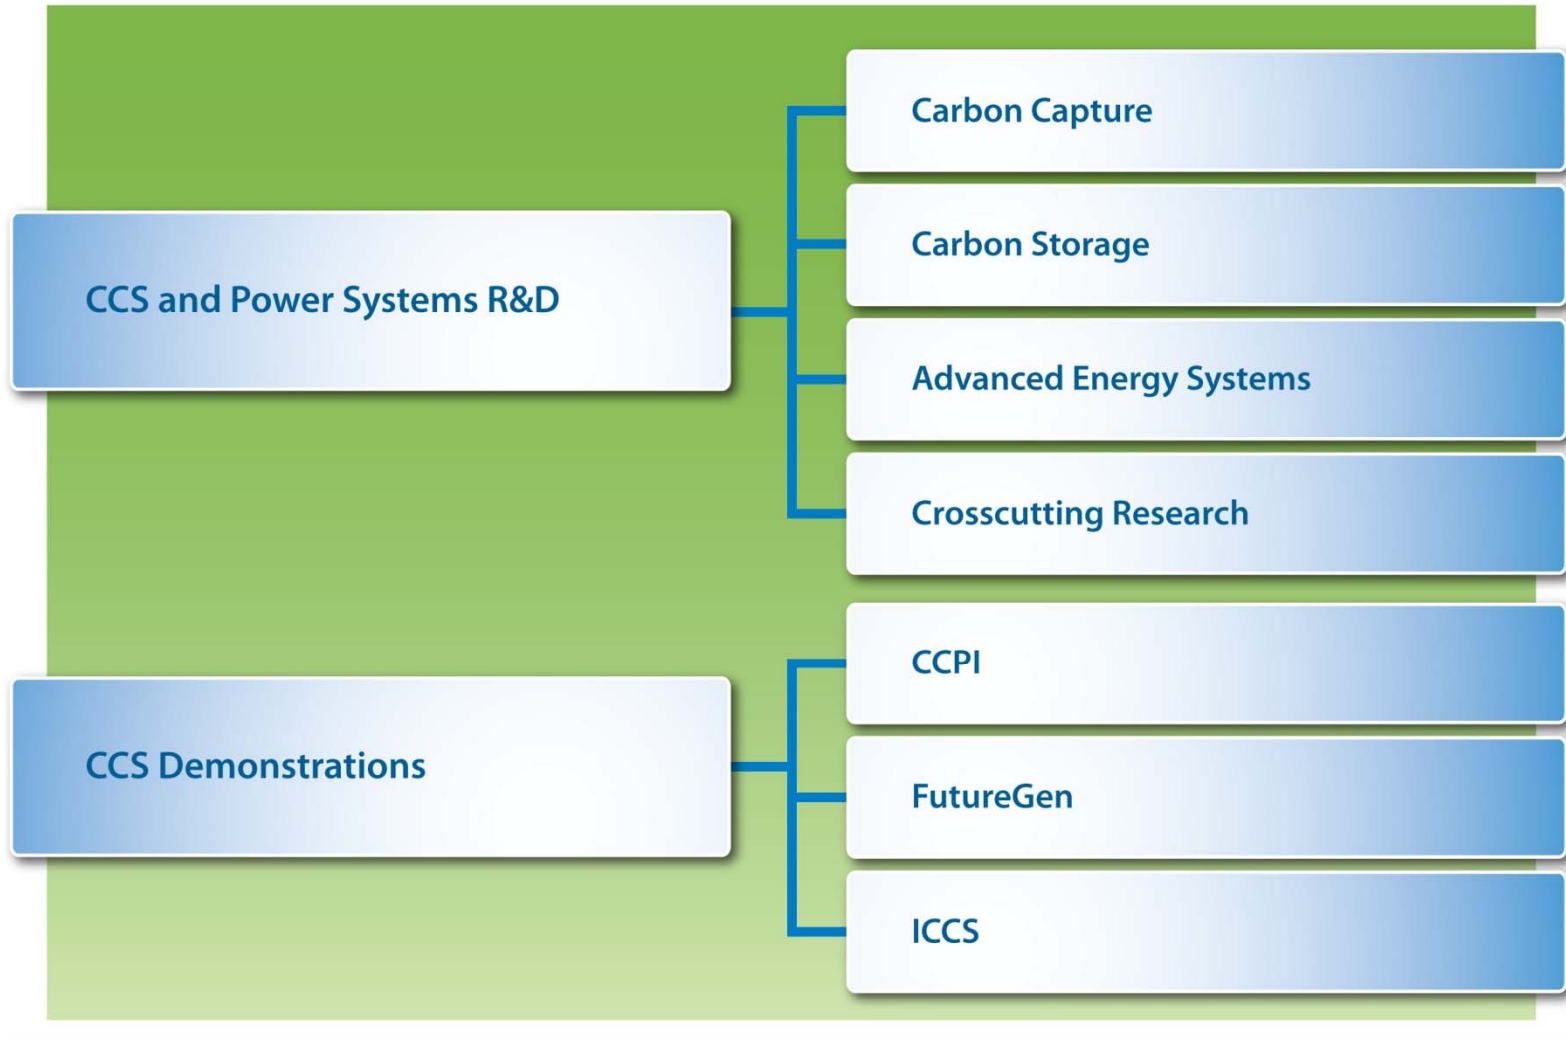 CCS and Power Systems R&D
Carbon Capture
Carbon Storage
Advanced Energy Systems
Crosscutting Research
CCS Demonstrations
CCPI
FutureGen
ICCS